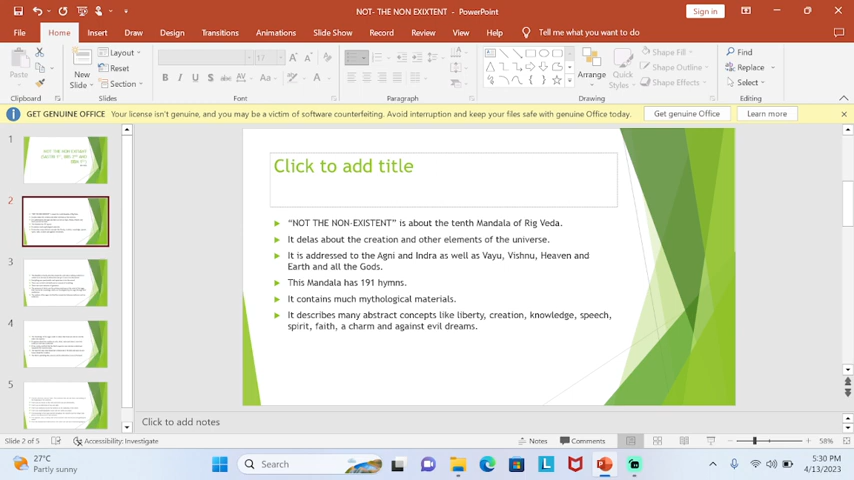 NOT- THE NON EXIXTENT - PowerPoint
Sign in
File Home Insert Draw Design Transitions Animations Slide Show Record Review View Help Tell me what you want to do
Paste
Clipboard
New
Slide
Layout
Reset
Section
Slides
17
B I U S abc AV Aa A
Font
Paragraph
Arrange
Quick
Styles
Shape Fill
Shape Outline
Shape Effects
Drawing
Find
Replace
Select
Editing
GET GENUINE OFFICE Your license isn't genuine, and you may be a victim of software counterfeiting. Avoid interruption and keep your files safe with genuine Office today. Get genuine Office Learn more
1
2
3
4
5
Click to add title
"NOT THE NON-EXISTENT" is about the tenth Mandala of Rig Veda.
It delas about the creation and other elements of the universe.
It is addressed to the Agni and Indra as well as Vayu, Vishnu, Heaven and
Earth and all the Gods.
This Mandala has 191 hymns.
It contains much mythological materials.
It describes many abstract concepts like liberty, creation, knowledge, speech,
spirit, faith, a charm and against evil dreams.
Click to add notes
Slide 2 of 5 Accessibility: Investigate Notes Comments 58%
27°C
Partly sunny
Search
5:30 PM
4/13/2023